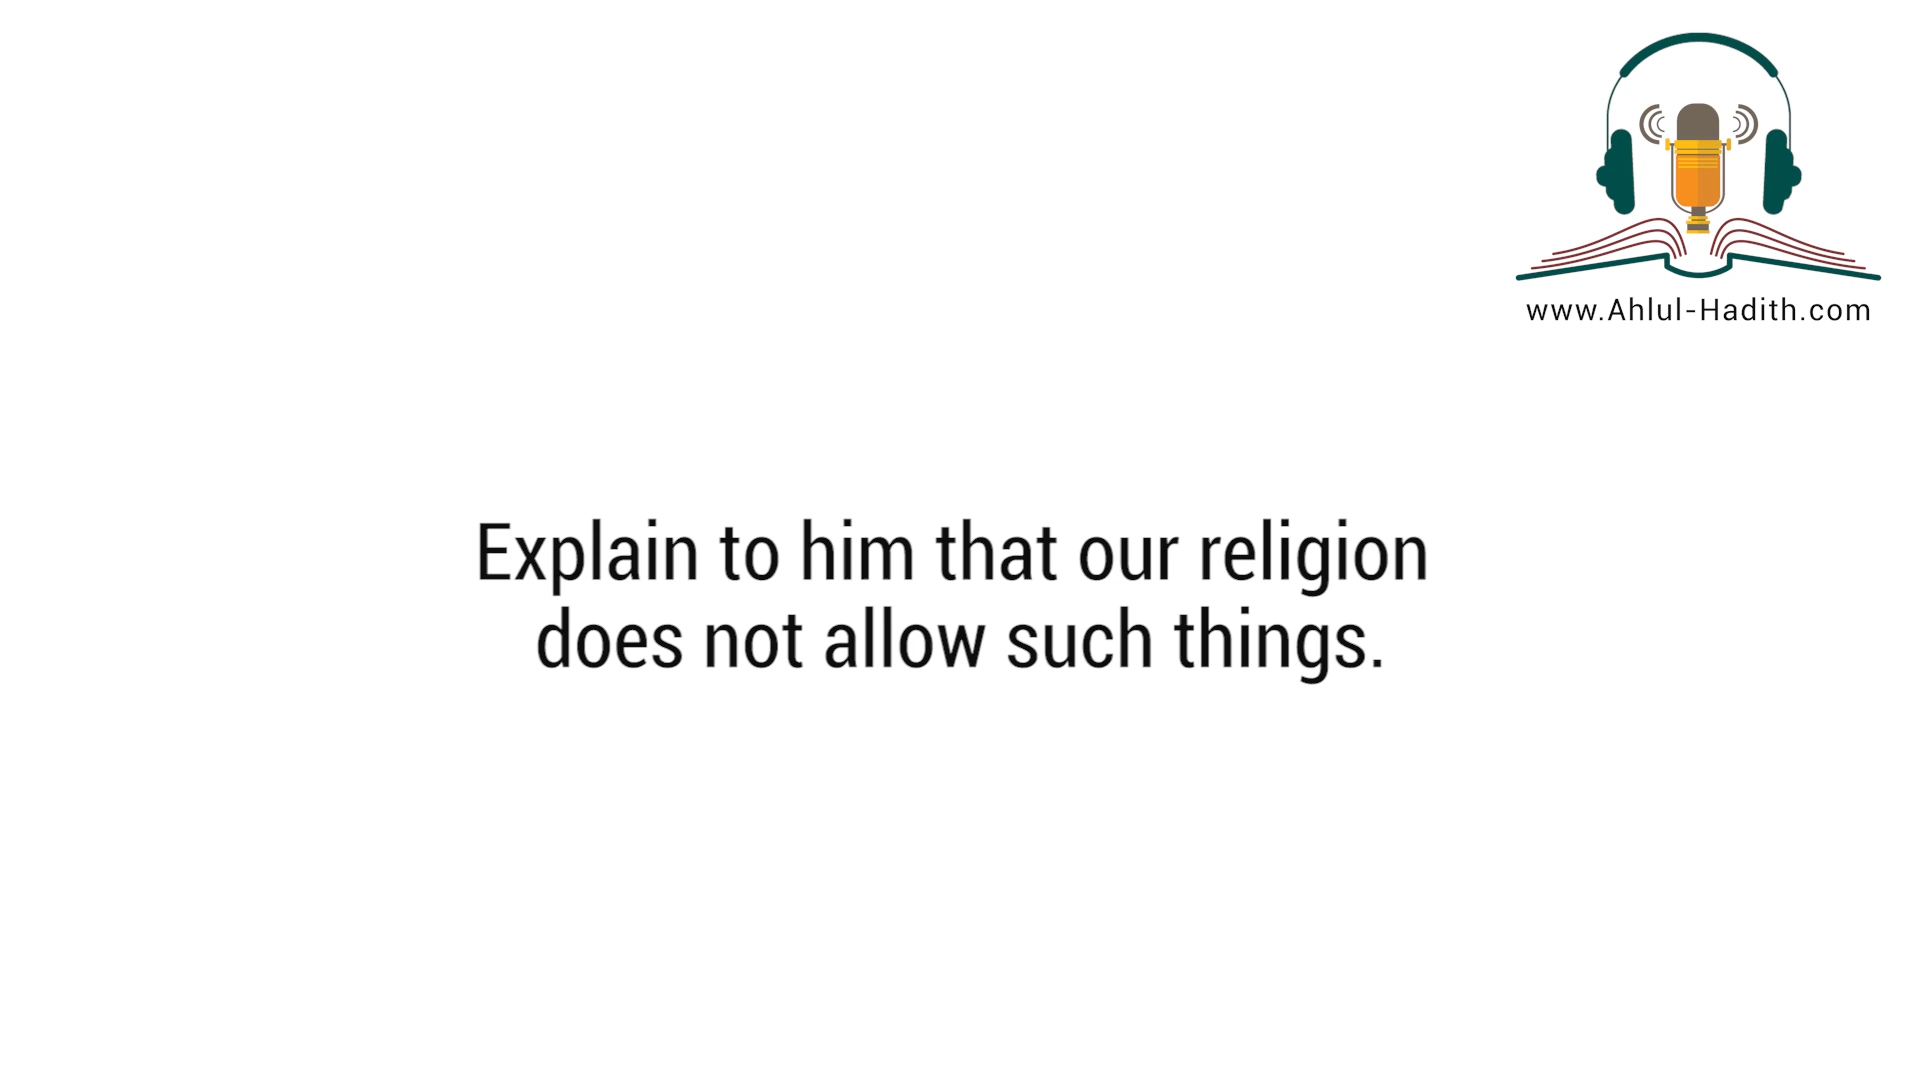 www.Ahlul-Hadith.com
Explain to him that our religion
does not allow such things.